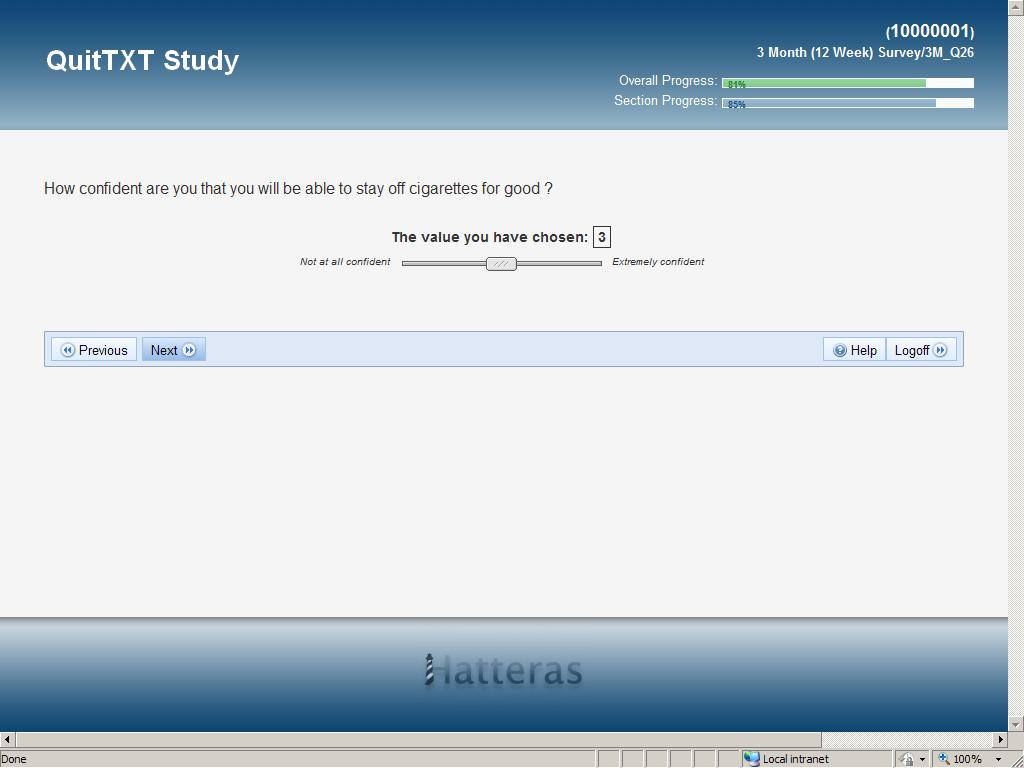 (10000001)
QuitTXT Study
3 Month (12 Week) Survey/3M_Q26
Overall Progress: 81%
Section Progress: 85%
How confident are you that you will be able to stay off cigarettes for good ?
The value you have chosen: 3
Not at all confident Extremely confident
Previous Next Help Logoff
Hatteras
Done Local intranet 100%